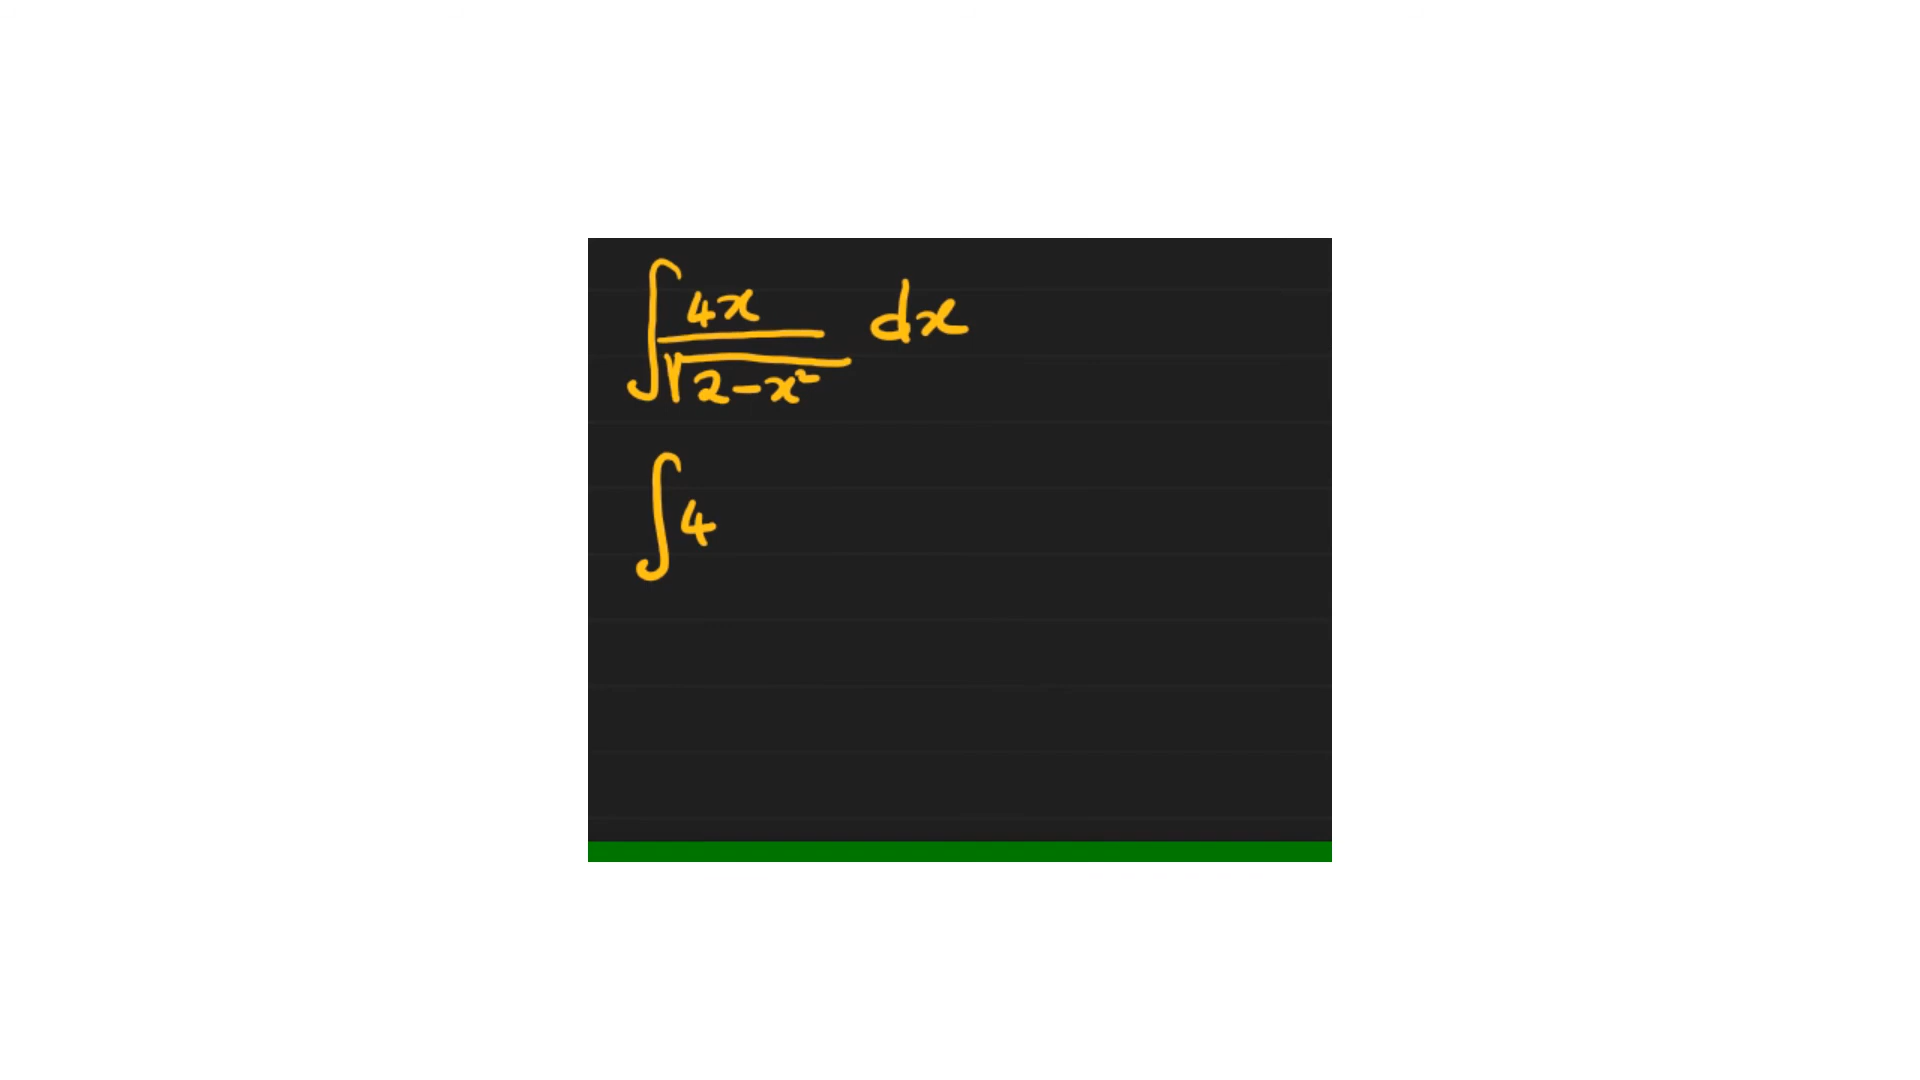 ∫ 4x/√(2-x²) dx
∫ 4